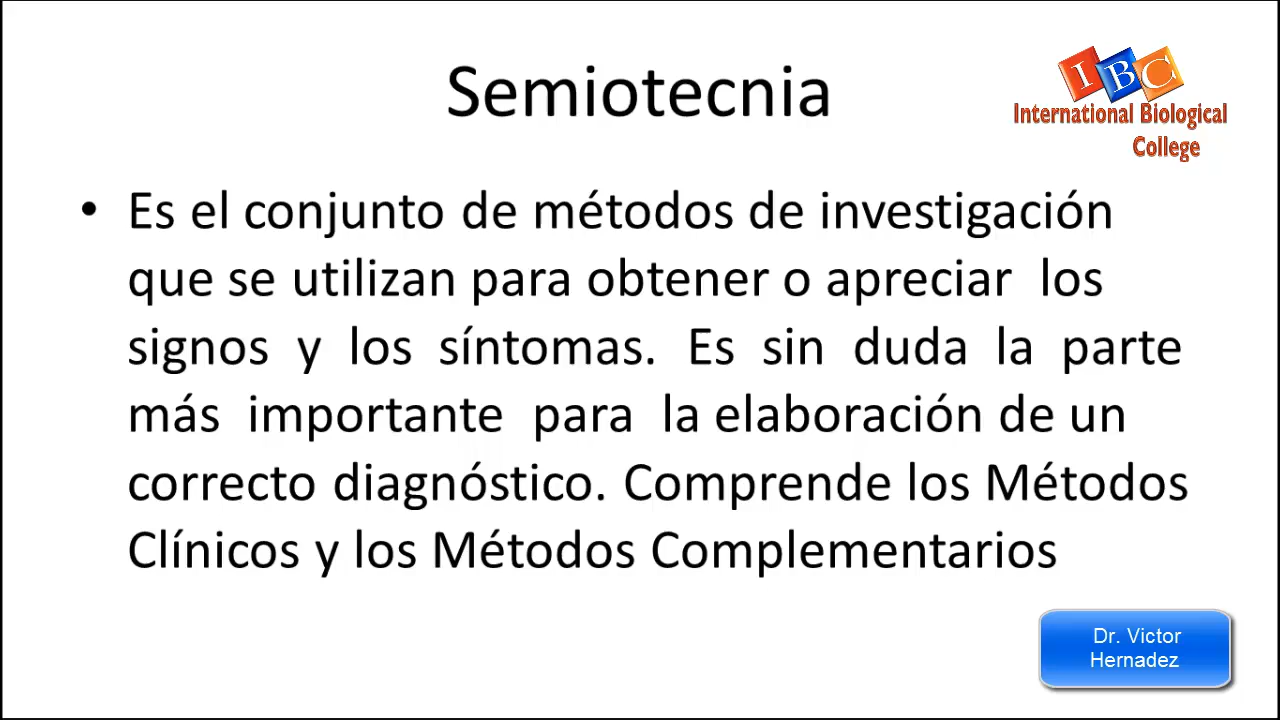 Semiotecnia
IBC
International Biological
College
• Es el conjunto de métodos de investigación
que se utilizan para obtener o apreciar los
signos y los síntomas. Es sin duda la parte
más importante para la elaboración de un
correcto diagnóstico. Comprende los Métodos
Clínicos y los Métodos Complementarios
Dr. Victor
Hernadez